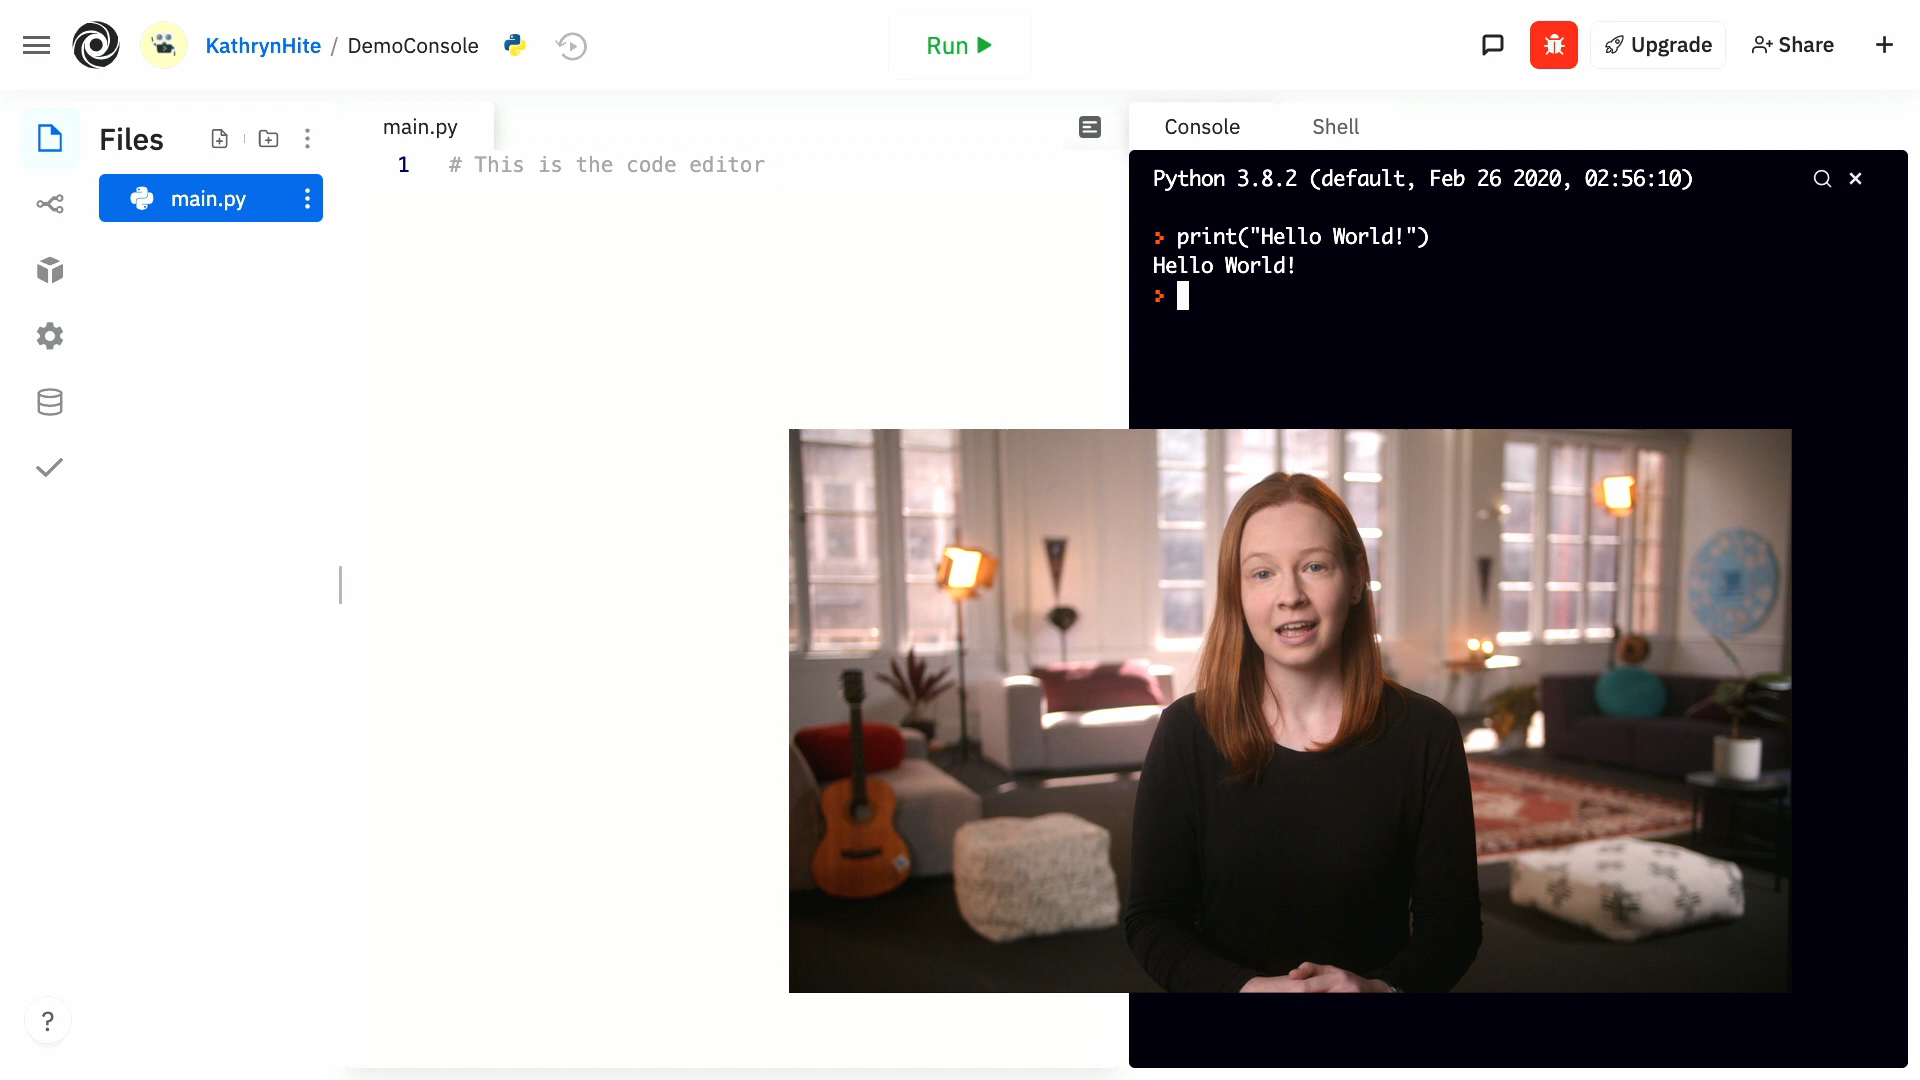 KathrynHite / DemoConsole
Run
Upgrade
Share
Files
main.py
main.py
1 # This is the code editor
Console
Shell
Python 3.8.2 (default, Feb 26 2020, 02:56:10)
> print("Hello World!")
Hello World!
>
?